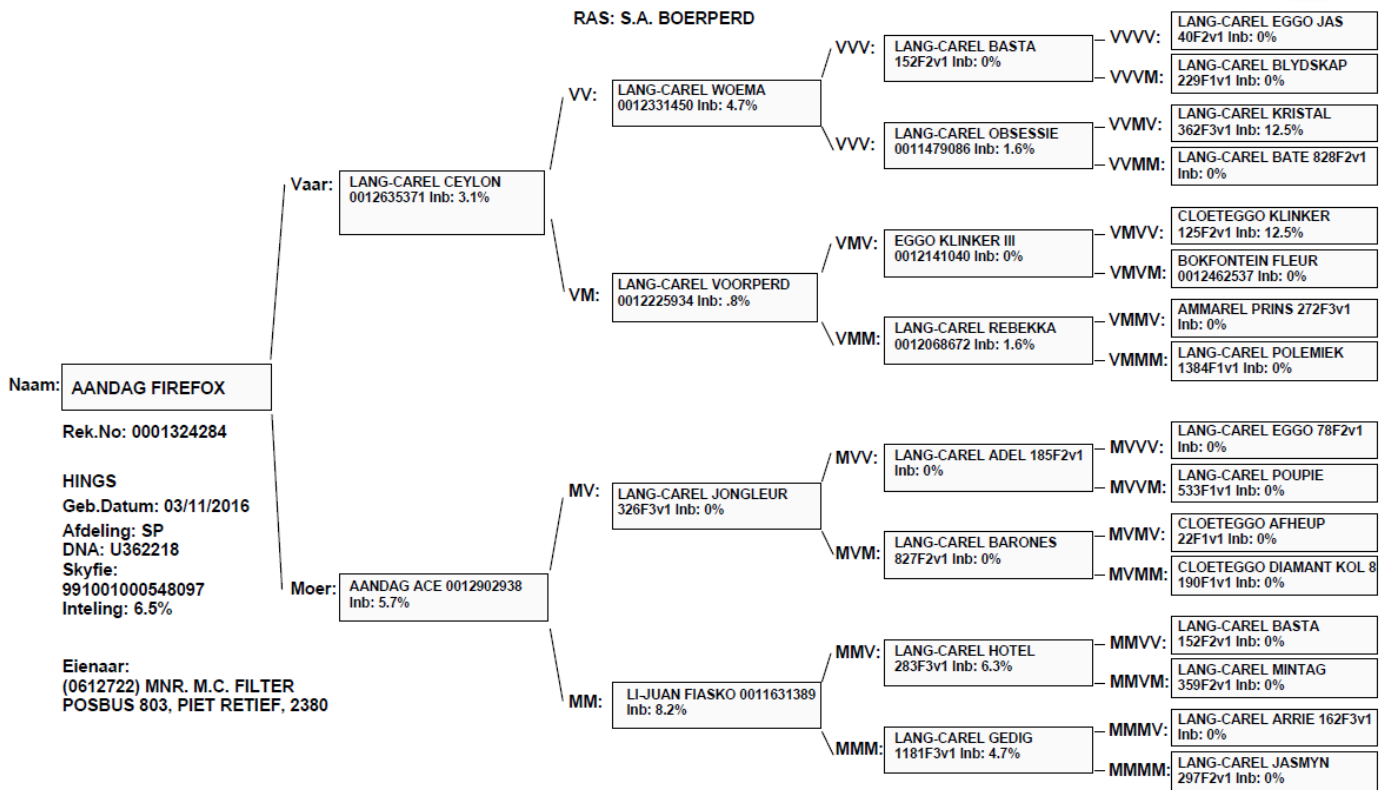 RAS: S.A. BOERPERD
Naam:
AANDAG FIREFOX
Rek.No: 0001324284
HINGS
Geb.Datum: 03/11/2016
Afdeling: SP
DNA: U362218
Skyfie:
991001000548097
Inteling: 6.5%
Eienaar:
(0612722) MNR. M.C. FILTER
POSBUS 803, PIET RETIEF, 2380
Vaar:
LANG-CAREL CEYLON
0012635371 Inb: 3.1%
Moer:
AANDAG ACE 0012902938
Inb: 5.7%
VV:
LANG-CAREL WOEMA
0012331450 Inb: 4.7%
VM:
LANG-CAREL VOORPERD
0012225934 Inb: .8%
MV:
LANG-CAREL JONGLEUR
326F3v1 Inb: 0%
MM:
LI-JUAN FIASKO 0011631389
Inb: 8.2%
VVV:
LANG-CAREL BASTA
152F2v1 Inb: 0%
VVV:
LANG-CAREL OBSESSIE
0011479086 Inb: 1.6%
VMV:
EGGO KLINKER III
0012141040 Inb: 0%
VMM:
LANG-CAREL REBEKKA
0012068672 Inb: 1.6%
MVV:
LANG-CAREL ADEL 185F2v1
Inb: 0%
MVM:
LANG-CAREL BARONES
827F2v1 Inb: 0%
MMV:
LANG-CAREL HOTEL
283F3v1 Inb: 6.3%
MMM:
LANG-CAREL GEDIG
1181F3v1 Inb: 4.7%
VVVV:
LANG-CAREL EGGO JAS
40F2v1 Inb: 0%
VVVM:
LANG-CAREL BLYDSKAP
229F1v1 Inb: 0%
VVMV:
LANG-CAREL KRISTAL
362F3v1 Inb: 12.5%
VVMM:
LANG-CAREL BATE 828F2v1
Inb: 0%
VMVV:
CLOETEGGO KLINKER
125F2v1 Inb: 12.5%
VMVM:
BOKFONTEIN FLEUR
0012462537 Inb: 0%
VMMV:
AMMAREL PRINS 272F3v1
Inb: 0%
VMMM:
LANG-CAREL POLEMIEK
1384F1v1 Inb: 0%
MVVV:
LANG-CAREL EGGO 78F2v1
Inb: 0%
MVVM:
LANG-CAREL POUPIE
533F1v1 Inb: 0%
MVMV:
CLOETEGGO AFHEUP
22F1v1 Inb: 0%
MVMM:
CLOETEGGO DIAMANT KOL 8
190F1v1 Inb: 0%
MMVV:
LANG-CAREL BASTA
152F2v1 Inb: 0%
MMVM:
LANG-CAREL MINTAG
359F2v1 Inb: 0%
MMMV:
LANG-CAREL ARRIE 162F3v1
Inb: 0%
MMMM:
LANG-CAREL JASMYN
297F2v1 Inb: 0%